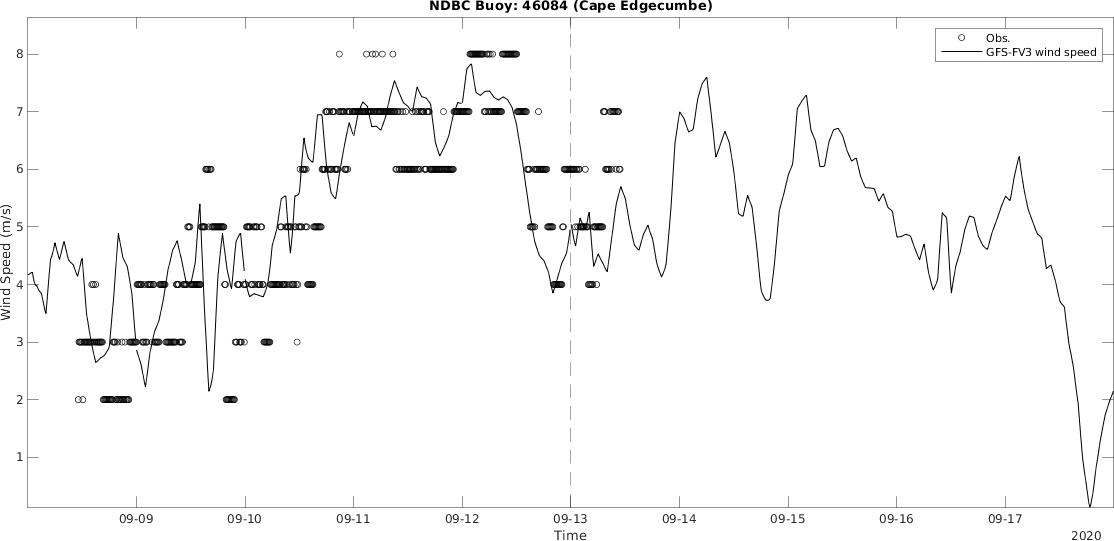 NDBC Buoy: 46084 (Cape Edgecumbe)
Obs.
GFS-FV3 wind speed
Wind Speed (m/s)
8
7
6
5
4
3
2
1
09-09 09-10 09-11 09-12 09-13 09-14 09-15 09-16 09-17
Time
2020